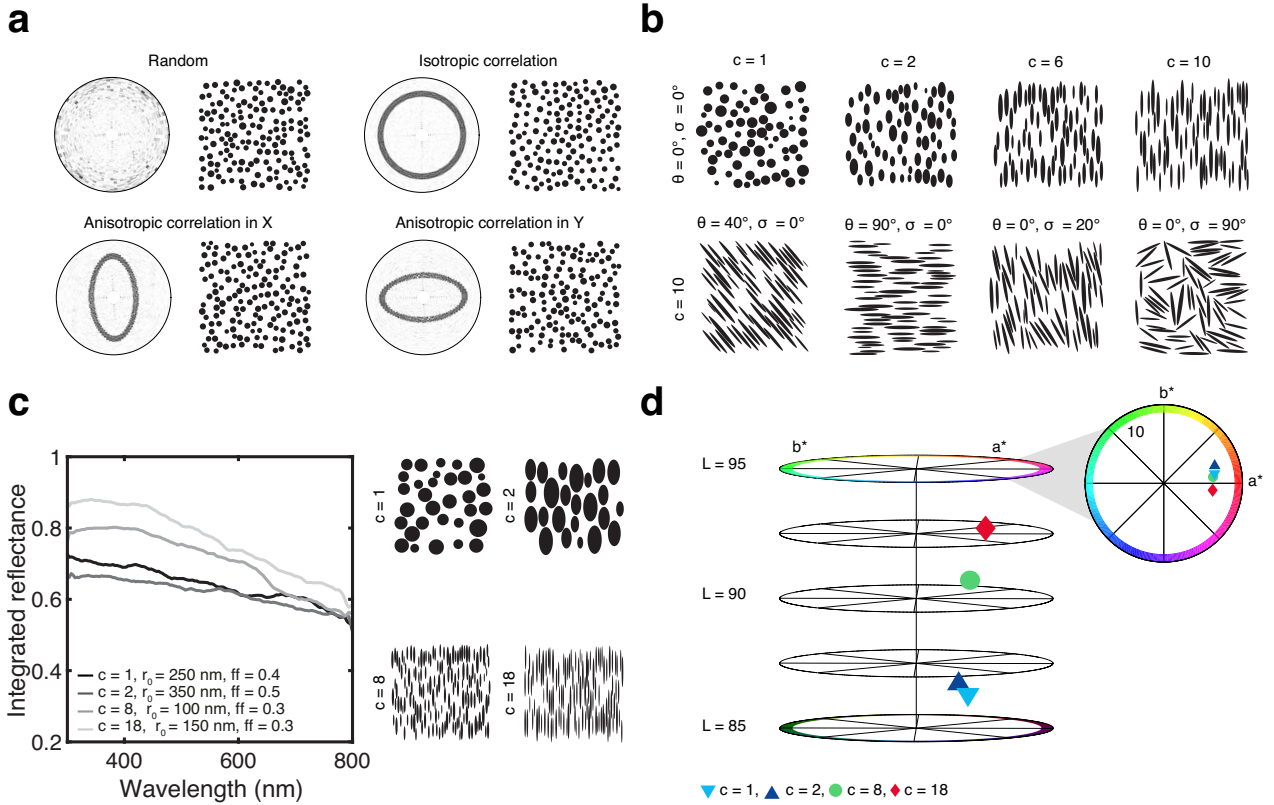 a
Random
Isotropic correlation
Anisotropic correlation in X
Anisotropic correlation in Y
b
c = 1
c = 2
c = 6
c = 10
θ = 0°, σ = 0°
θ = 40°, σ = 0°
θ = 90°, σ = 0°
θ = 0°, σ = 20°
θ = 0°, σ = 90°
c = 10
c
Integrated reflectance
1
0.8
0.6
0.4
0.2
400
600
800
Wavelength (nm)
c = 1, r₀ = 250 nm, ff = 0.4
c = 2, r₀ = 350 nm, ff = 0.5
c = 8, r₀ = 100 nm, ff = 0.3
c = 18, r₀ = 150 nm, ff = 0.3
c = 1
c = 2
c = 8
c = 18
d
b*
10
a*
b*
a*
L = 95
L = 90
L = 85
c = 1, c = 2, c = 8, c = 18